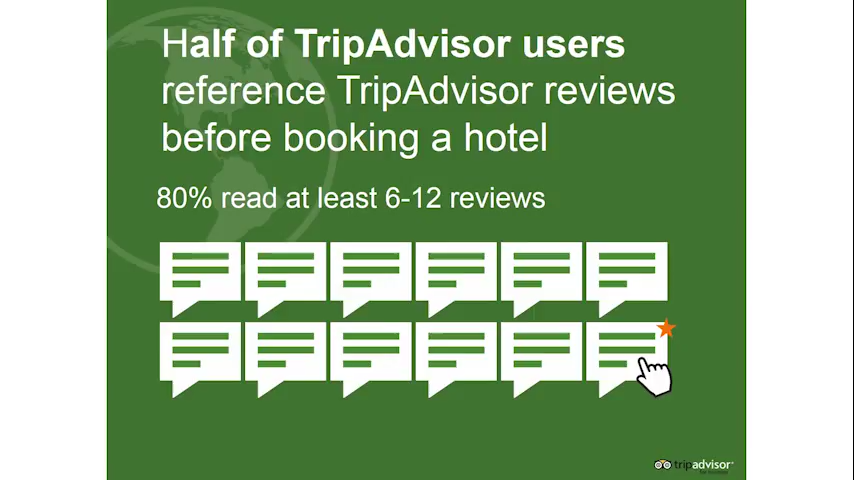 Half of TripAdvisor users
reference TripAdvisor reviews
before booking a hotel
80% read at least 6-12 reviews
tripadvisor